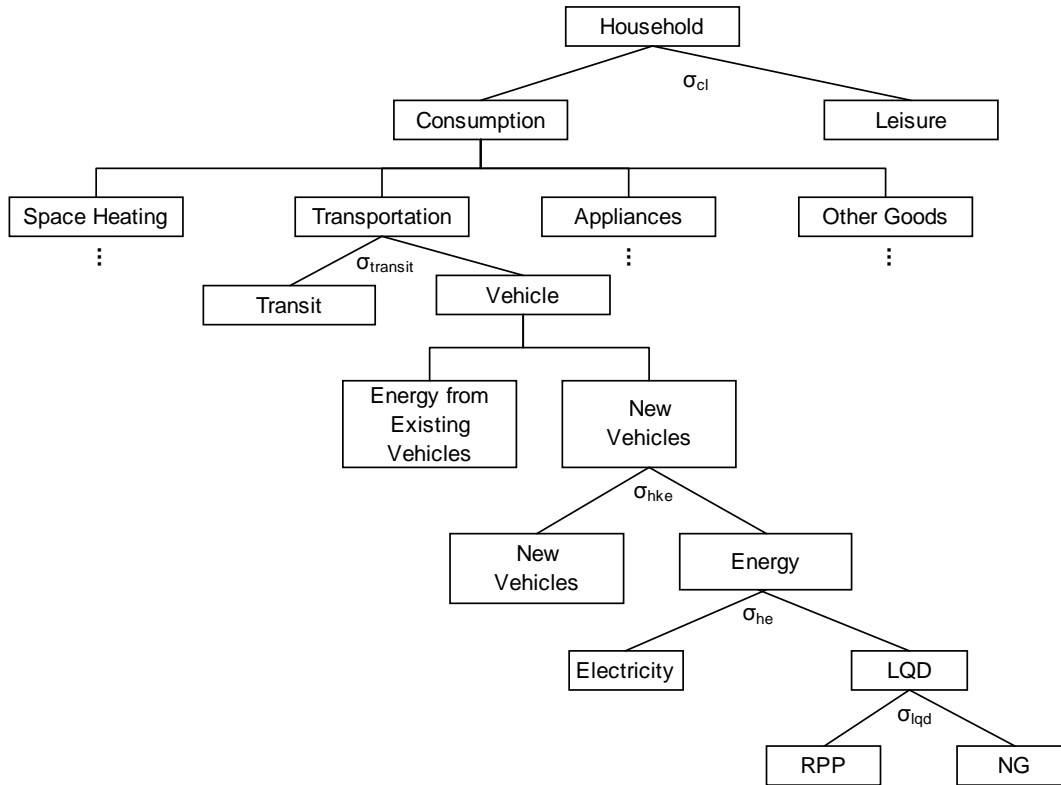 Household
σcl
Consumption
Leisure
Space Heating
Transportation
Appliances
Other Goods
σtransit
Transit
Vehicle
Energy from
Existing
Vehicles
New
Vehicles
σhke
New
Vehicles
Energy
σhe
Electricity
LQD
σlqd
RPP
NG